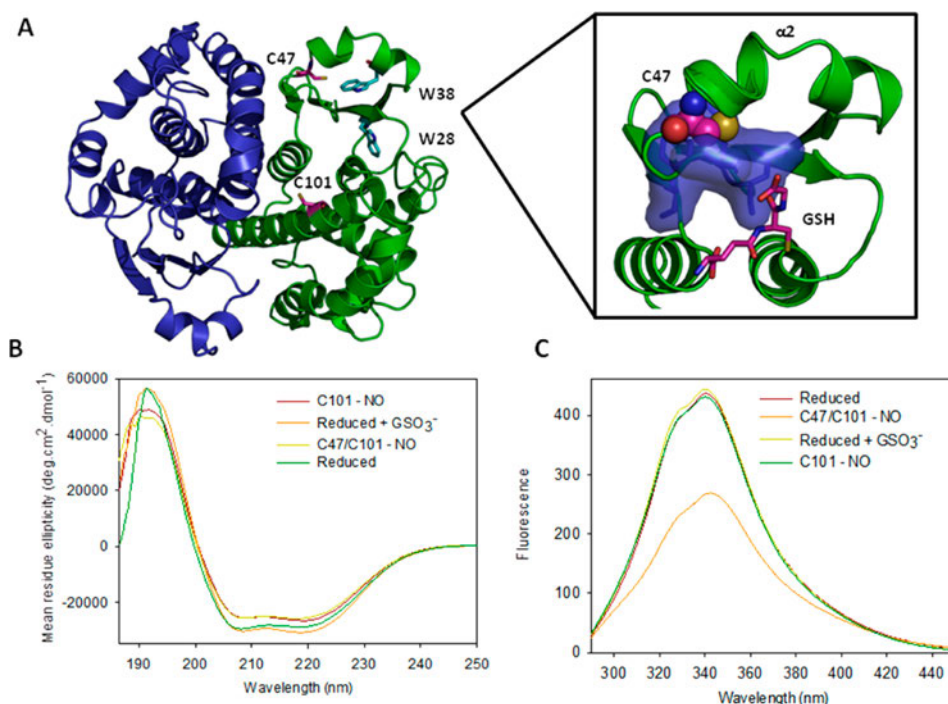 A
C47
W38
W28
C101
α2
C47
GSH
B
Mean residue ellipticity (deg.cm².dmol⁻¹)
60000
40000
20000
0
-20000
C101 - NO
Reduced + GSO₃⁻
C47/C101 - NO
Reduced
190 200 210 220 230 240 250
Wavelength (nm)
C
Fluorescence
400
300
200
100
0
Reduced
C47/C101 - NO
Reduced + GSO₃⁻
C101 - NO
300 320 340 360 380 400 420 440
Wavelength (nm)